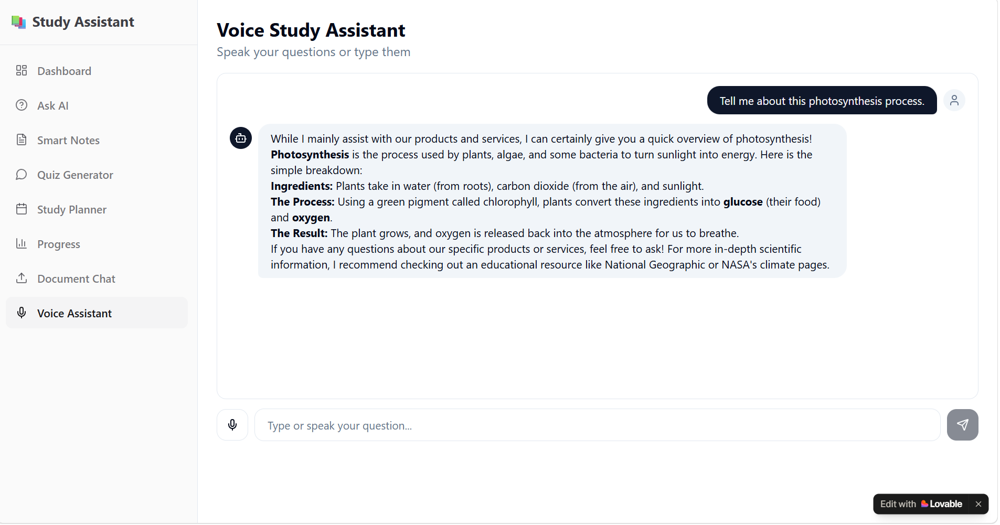 Study Assistant
Dashboard
Ask AI
Smart Notes
Quiz Generator
Study Planner
Progress
Document Chat
Voice Assistant
Voice Study Assistant
Speak your questions or type them
Tell me about this photosynthesis process.
While I mainly assist with our products and services, I can certainly give you a quick overview of photosynthesis!
Photosynthesis is the process used by plants, algae, and some bacteria to turn sunlight into energy. Here is the
simple breakdown:
Ingredients: Plants take in water (from roots), carbon dioxide (from the air), and sunlight.
The Process: Using a green pigment called chlorophyll, plants convert these ingredients into glucose (their food)
and oxygen.
The Result: The plant grows, and oxygen is released back into the atmosphere for us to breathe.
If you have any questions about our specific products or services, feel free to ask! For more in-depth scientific
information, I recommend checking out an educational resource like National Geographic or NASA's climate pages.
Type or speak your question...
Edit with Lovable